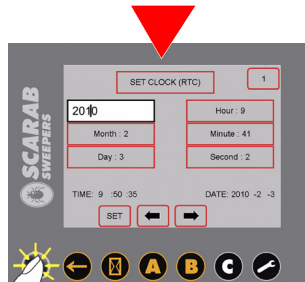 SCARAB
SWEEPERS
SET CLOCK (RTC)
1
2010
Hour : 9
Month : 2
Minute : 41
Day : 3
Second : 2
TIME: 9 :50 :35
DATE: 2010 -2 -3
SET
A
B
C